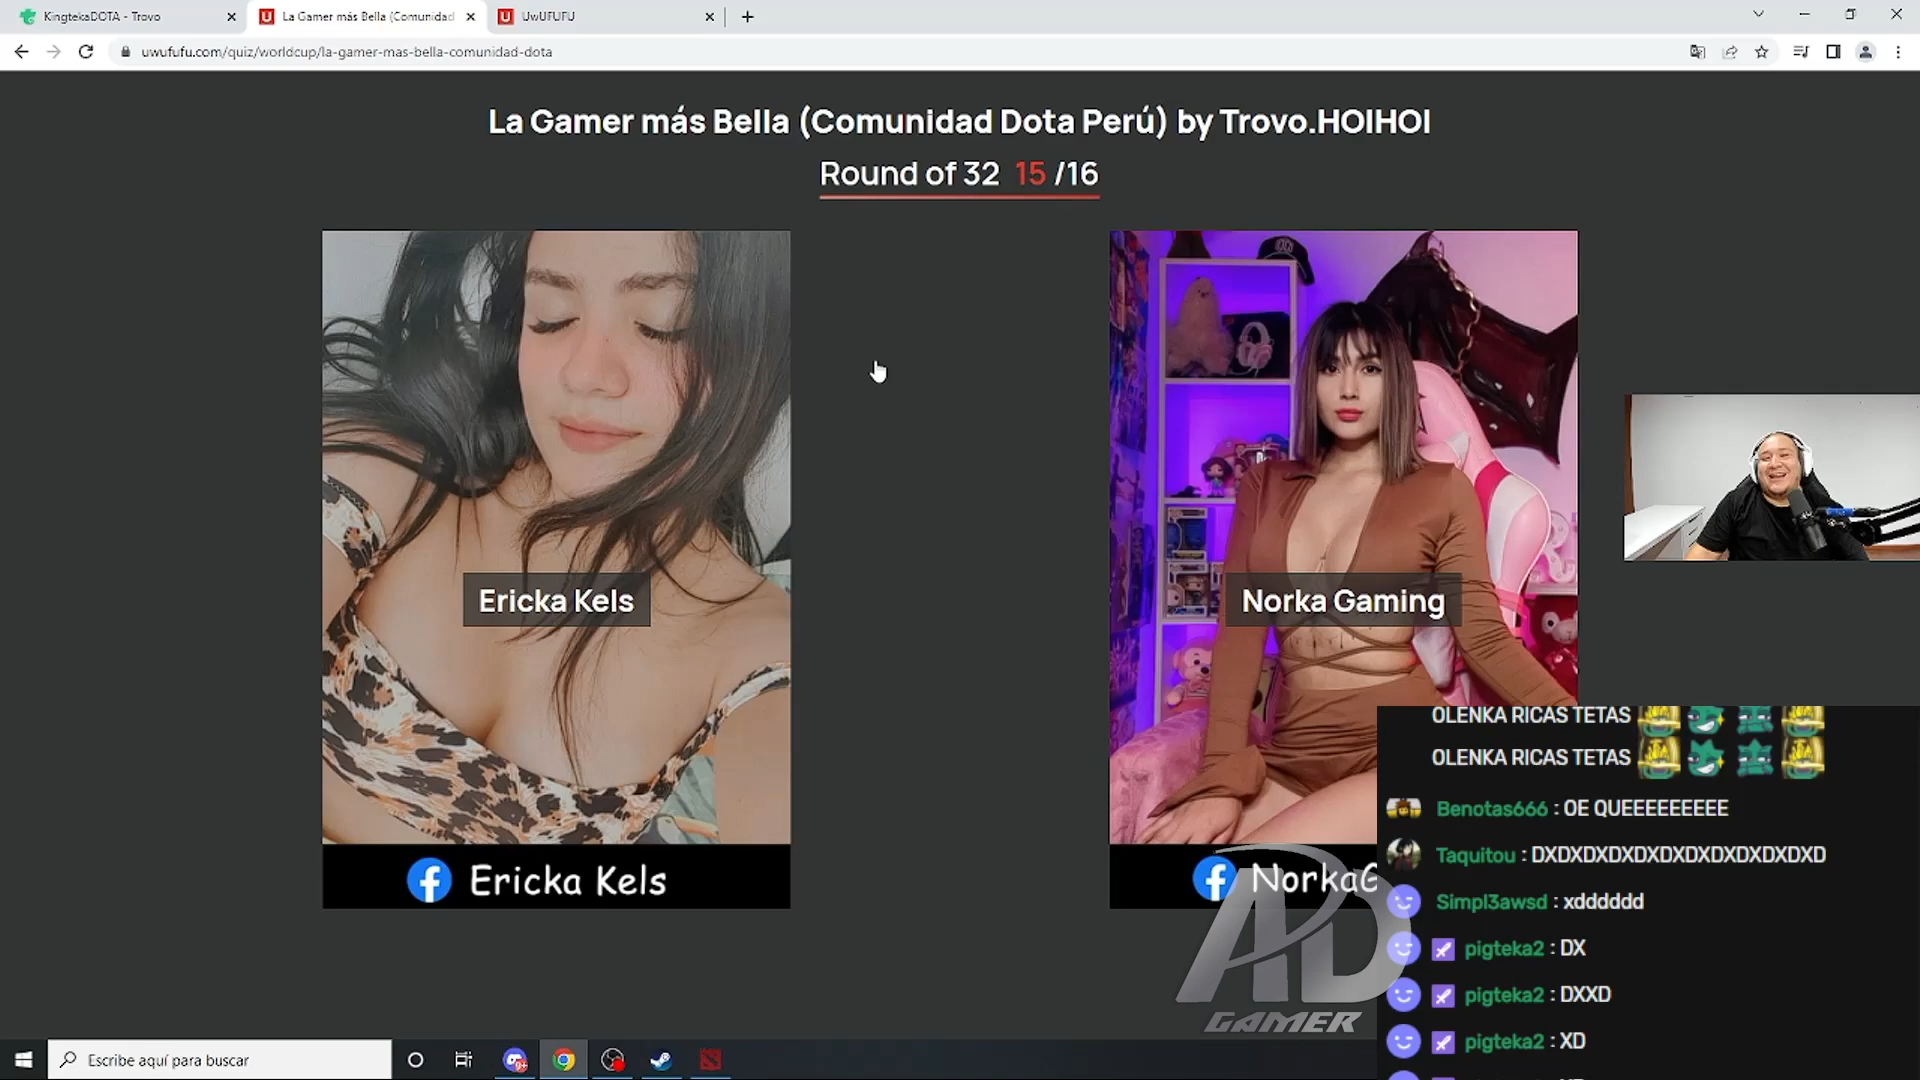 KingtekaDOTA - Trovo
La Gamer más Bella (Comunidad
UwUFUFU
uwufufu.com/quiz/worldcup/la-gamer-mas-bella-comunidad-dota
La Gamer más Bella (Comunidad Dota Perú) by Trovo.HOIHOI
Round of 32 15 /16
Ericka Kels
Norka Gaming
Ericka Kels
NorkaG
OLENKA RICAS TETAS
OLENKA RICAS TETAS
Benotas666 : OE QUEEEEEEEEE
Taquitou : DXDXDXDXDXDXDXDXDXDXDXD
Simpl3awsd : xdddddd
pigteka2 : DX
pigteka2 : DXXD
pigteka2 : XD
AD
GAMER
Escribe aquí para buscar